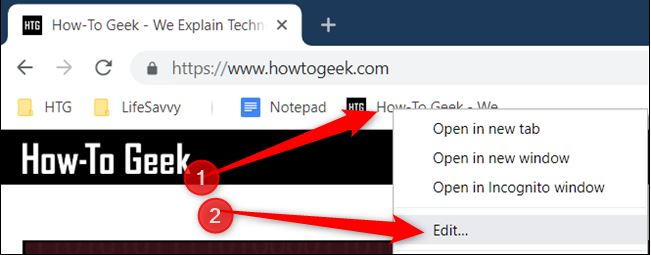 HTG How-To Geek - We Explain Techn
https://www.howtogeek.com
HTG LifeSavvy Notepad HTG How-To Geek - We
Open in new tab
How-To Geek
1
Open in new window
Open in Incognito window
2
Edit...